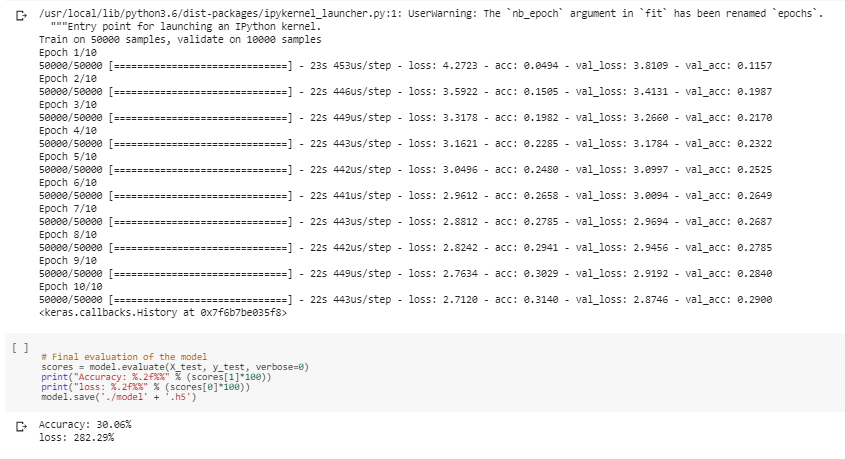 /usr/local/lib/python3.6/dist-packages/ipykernel_launcher.py:1: UserWarning: The `nb_epoch` argument in `fit` has been renamed `epochs`.
"""Entry point for launching an IPython kernel.
Train on 50000 samples, validate on 10000 samples
Epoch 1/10
50000/50000 [==============================] - 23s 453us/step - loss: 4.2723 - acc: 0.0494 - val_loss: 3.8109 - val_acc: 0.1157
Epoch 2/10
50000/50000 [==============================] - 22s 446us/step - loss: 3.5922 - acc: 0.1505 - val_loss: 3.4131 - val_acc: 0.1987
Epoch 3/10
50000/50000 [==============================] - 22s 449us/step - loss: 3.3178 - acc: 0.1982 - val_loss: 3.2660 - val_acc: 0.2170
Epoch 4/10
50000/50000 [==============================] - 22s 443us/step - loss: 3.1621 - acc: 0.2285 - val_loss: 3.1784 - val_acc: 0.2322
Epoch 5/10
50000/50000 [==============================] - 22s 442us/step - loss: 3.0496 - acc: 0.2480 - val_loss: 3.0997 - val_acc: 0.2525
Epoch 6/10
50000/50000 [==============================] - 22s 441us/step - loss: 2.9612 - acc: 0.2658 - val_loss: 3.0094 - val_acc: 0.2649
Epoch 7/10
50000/50000 [==============================] - 22s 443us/step - loss: 2.8812 - acc: 0.2785 - val_loss: 2.9694 - val_acc: 0.2687
Epoch 8/10
50000/50000 [==============================] - 22s 442us/step - loss: 2.8242 - acc: 0.2941 - val_loss: 2.9456 - val_acc: 0.2785
Epoch 9/10
50000/50000 [==============================] - 22s 449us/step - loss: 2.7634 - acc: 0.3029 - val_loss: 2.9192 - val_acc: 0.2840
Epoch 10/10
50000/50000 [==============================] - 22s 443us/step - loss: 2.7120 - acc: 0.3140 - val_loss: 2.8746 - val_acc: 0.2900
<keras.callbacks.History at 0x7f6b7be035f8>
[ ]
# Final evaluation of the model
scores = model.evaluate(X_test, y_test, verbose=0)
print("Accuracy: %.2f%%" % (scores[1]*100))
print("loss: %.2f%%" % (scores[0]*100))
model.save('./model' + '.h5')
Accuracy: 30.06%
loss: 282.29%